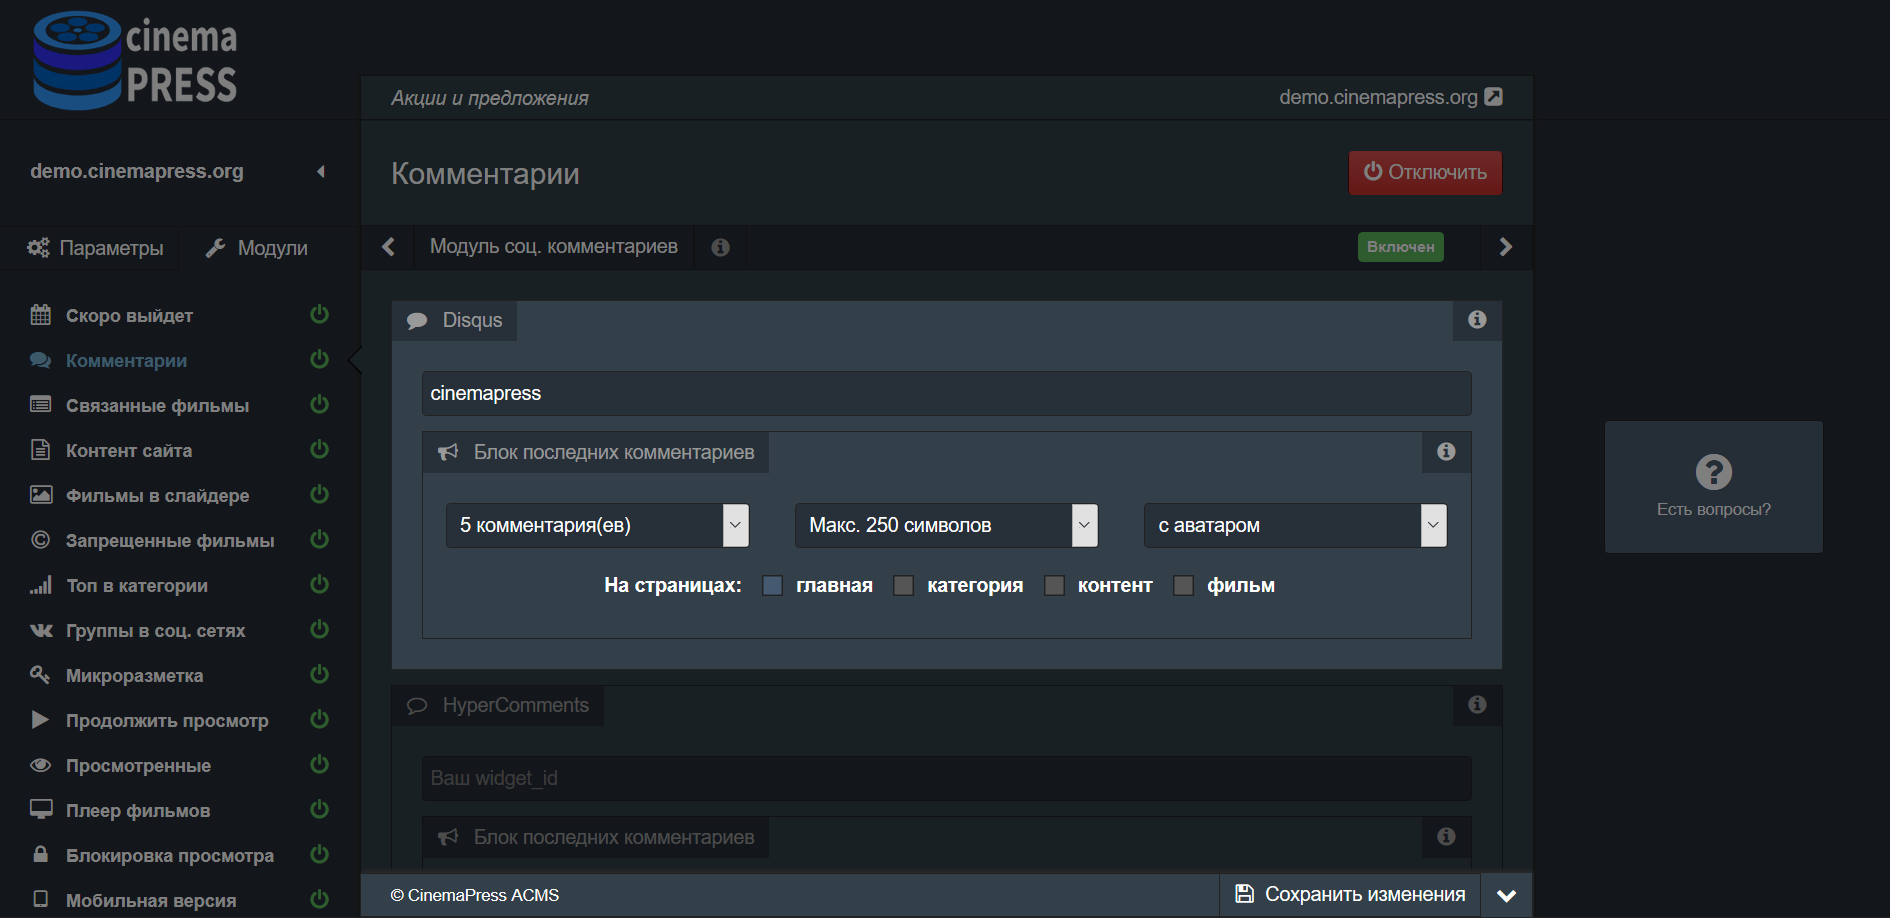 cinema
PRESS
Акции и предложения
demo.cinemapress.org
demo.cinemapress.org
Комментарии
Отключить
Параметры
Модули
Модуль соц. комментариев
Включен
Скоро выйдет
Комментарии
Связанные фильмы
Контент сайта
Фильмы в слайдере
Запрещенные фильмы
Топ в категории
Группы в соц. сетях
Микроразметка
Продолжить просмотр
Просмотренные
Плеер фильмов
Блокировка просмотра
Мобильная версия
Disqus
cinemapress
Блок последних комментариев
5 комментария(ев)
Макс. 250 символов
с аватаром
На страницах: главная категория контент фильм
HyperComments
Ваш widget_id
Блок последних комментариев
Есть вопросы?
© CinemaPress ACMS
Сохранить изменения